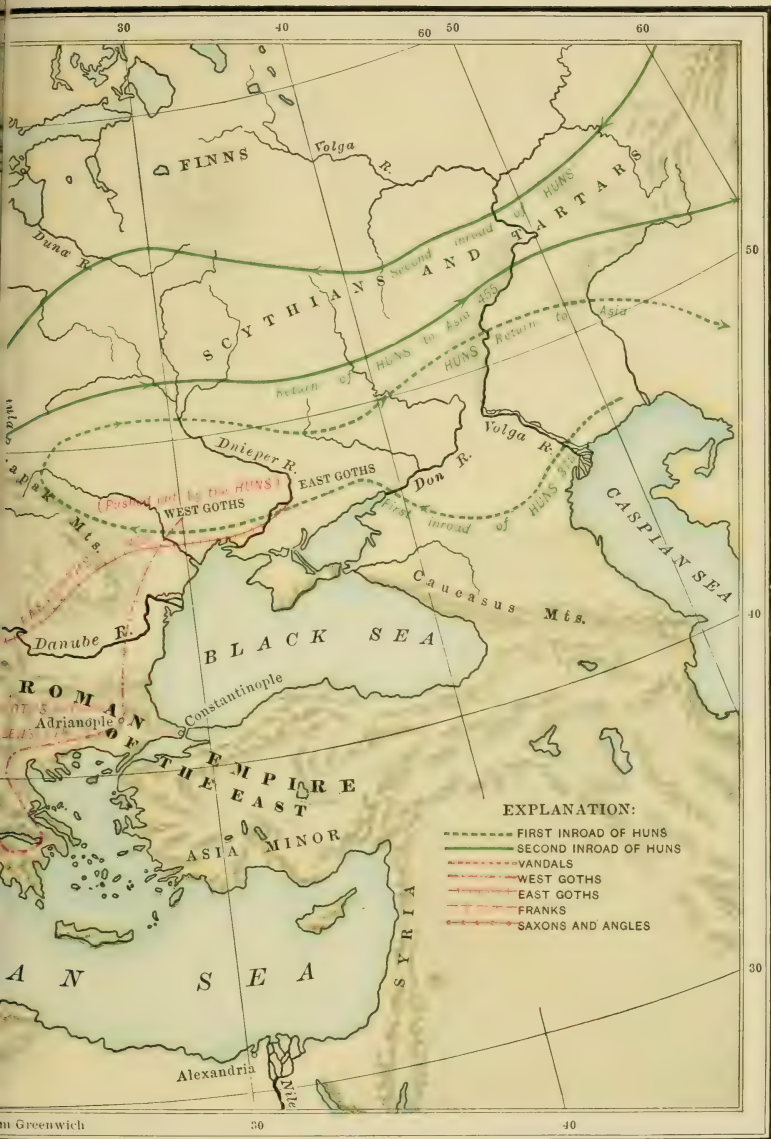 30 40 60 50 60
FINNS
Volga R.
Duna R.
Second inroad of HUNS
SCYTHIANS AND TARTARS
50
Return of HUNS to Asia 455
HUNS Return to Asia
Dnieper R.
Don R.
Volga R.
EAST GOTHS
(Pushed out by the HUNS)
WEST GOTHS
First inroad of HUNS
Mts.
CASPIAN SEA
Caucasus Mts.
40
Danube R.
BLACK SEA
ROMAN
Constantinople
Adrianople
OF
EMPIRE
THE EAST
ASIA MINOR
EXPLANATION:
FIRST INROAD OF HUNS
SECOND INROAD OF HUNS
VANDALS
WEST GOTHS
EAST GOTHS
FRANKS
SAXONS AND ANGLES
SYRIA
30
AN SEA
Alexandria
Nile
m Greenwich 30 40